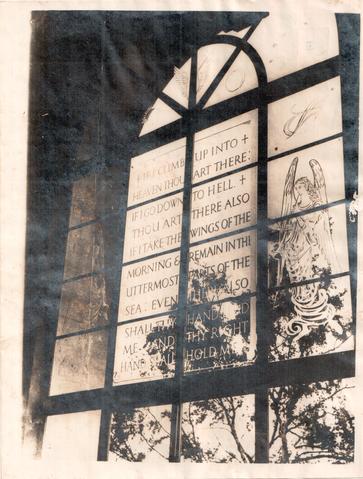 + IF I CLIMB UP INTO +
HEAVEN THOU ART THERE;
IF I GO DOWN TO HELL +
THOU ART THERE ALSO
IF I TAKE THE WINGS OF THE
MORNING & REMAIN IN THE
UTTERMOST PARTS OF THE
SEA: EVEN THERE ALSO
SHALL THY HAND LEAD
ME AND THY RIGHT
HAND SHALL HOLD ME